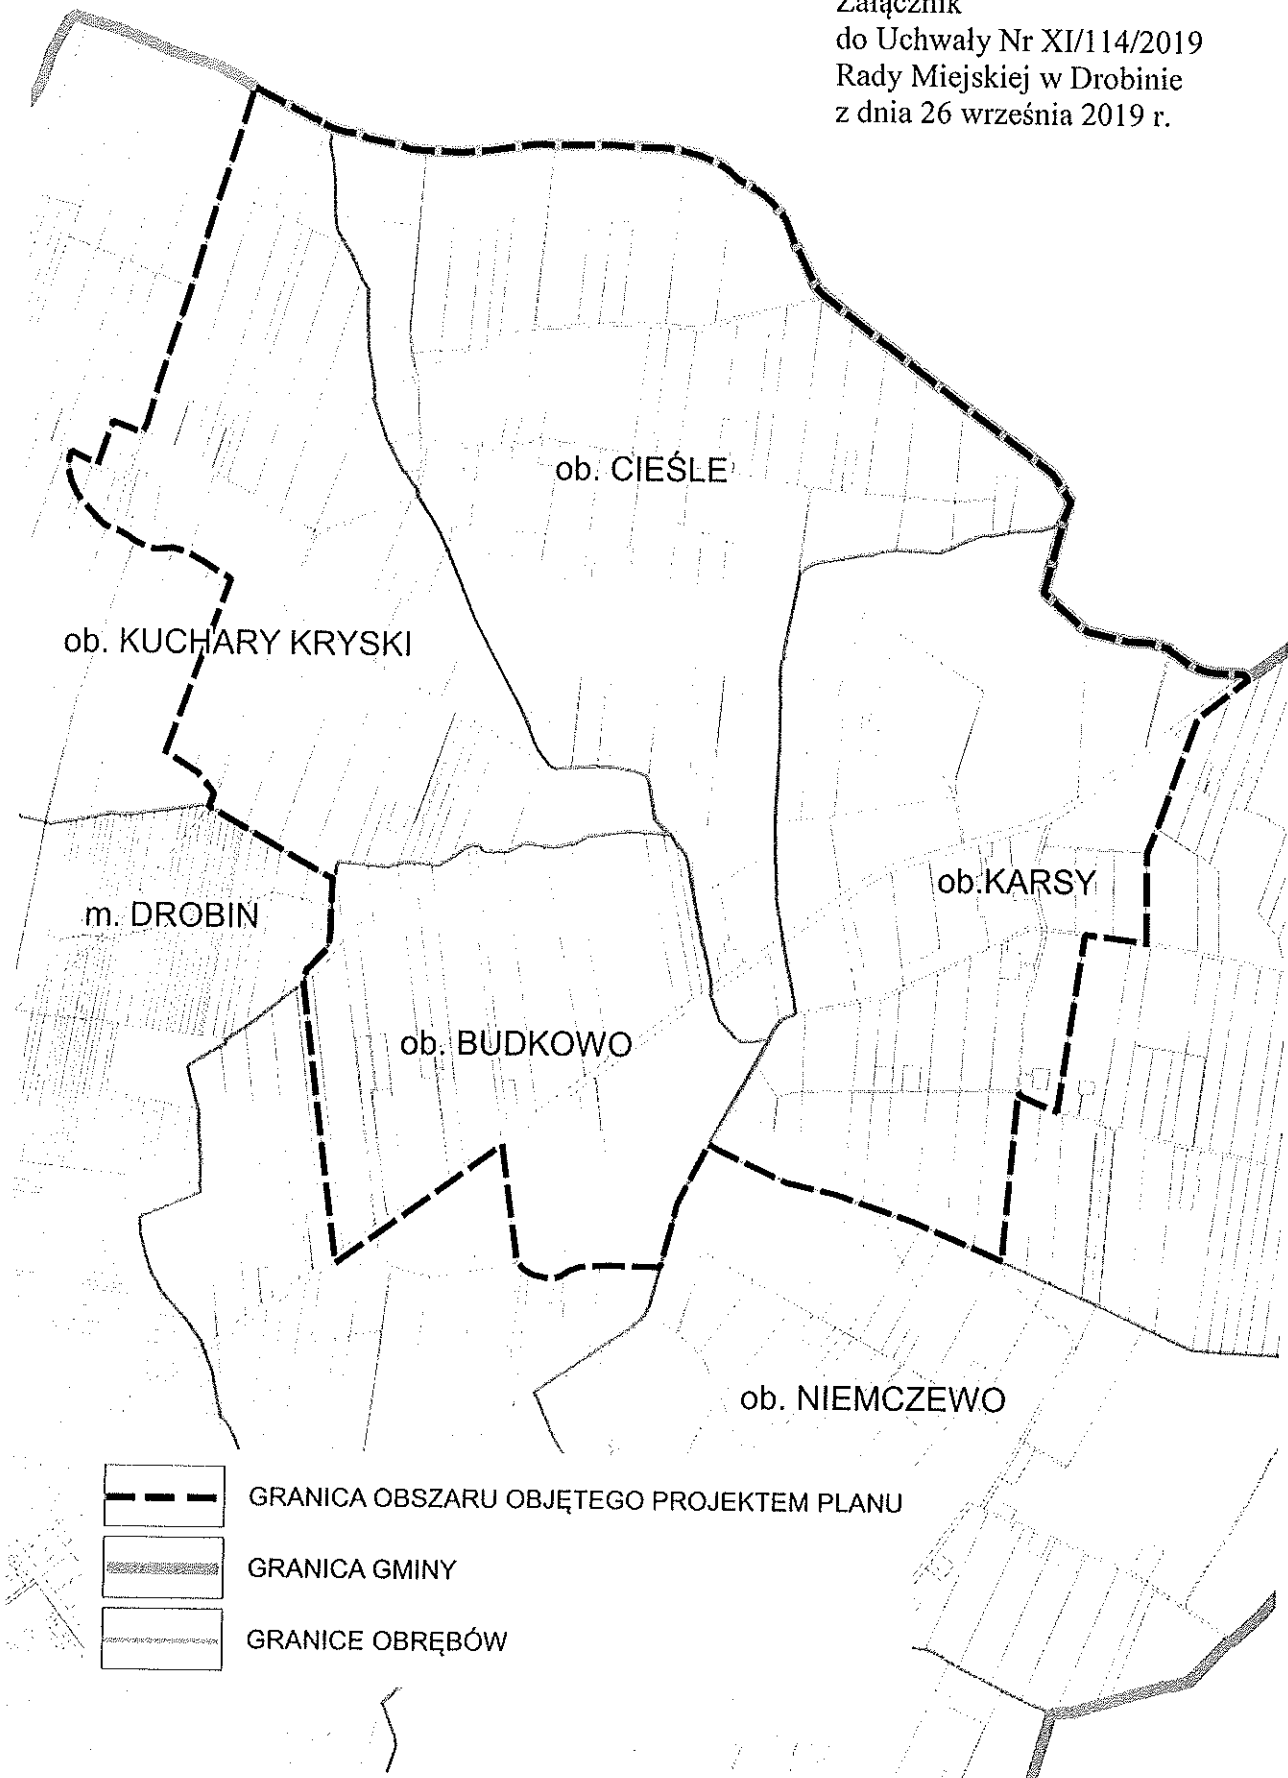 Załącznik
do Uchwały Nr XI/114/2019
Rady Miejskiej w Drobinie
z dnia 26 września 2019 r.
ob. CIEŚLE
ob. KUCHARY KRYSKI
ob.KARSY
m. DROBIN
ob. BUDKOWO
ob. NIEMCZEWO
GRANICA OBSZARU OBJĘTEGO PROJEKTEM PLANU
GRANICA GMINY
GRANICE OBRĘBÓW